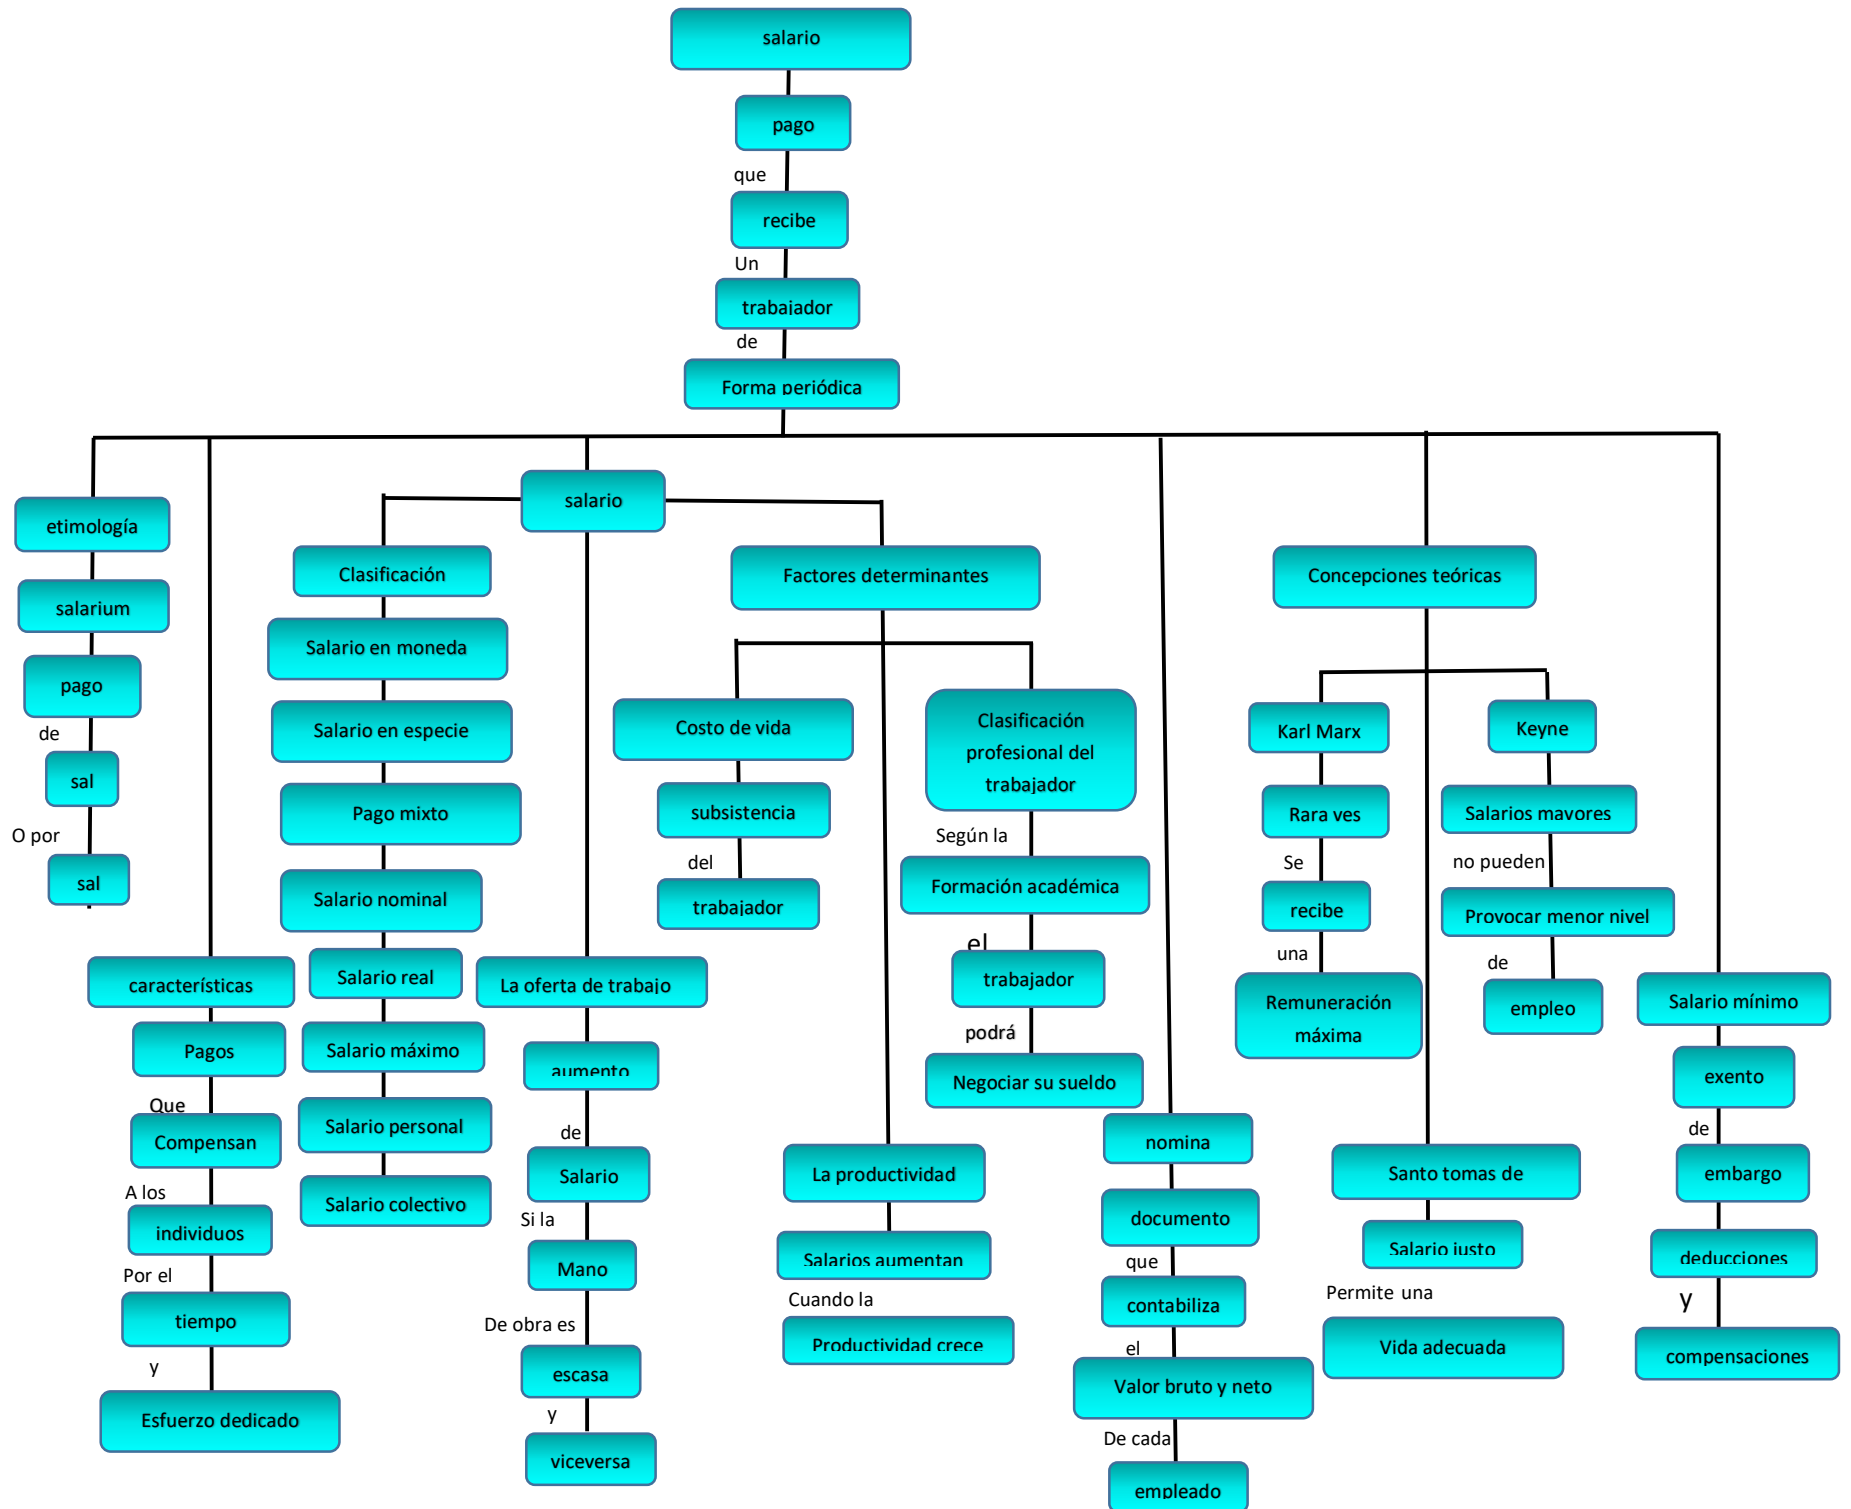 salario
pago
que
recibe
Un
trabajador
de
Forma periódica
etimología
salarium
pago
de
sal
O por
sal
características
Pagos
Que
Compensan
A los
individuos
Por el
tiempo
y
Esfuerzo dedicado
salario
Clasificación
Salario en moneda
Salario en especie
Pago mixto
Salario nominal
Salario real
Salario máximo
Salario personal
Salario colectivo
La oferta de trabajo
aumento
de
Salario
Si la
Mano
De obra es
escasa
y
viceversa
Factores determinantes
Costo de vida
subsistencia
del
trabajador
La productividad
Salarios aumentan
Cuando la
Productividad crece
Clasificación
profesional del
trabajador
Según la
Formación académica
el
trabajador
podrá
Negociar su sueldo
nomina
documento
que
contabiliza
el
Valor bruto y neto
De cada
empleado
Concepciones teóricas
Karl Marx
Rara ves
Se
recibe
una
Remuneración
máxima
Santo tomas de
Salario justo
Permite una
Vida adecuada
Keyne
Salarios mayores
no pueden
Provocar menor nivel
de
empleo
Salario mínimo
exento
de
embargo
deducciones
y
compensaciones